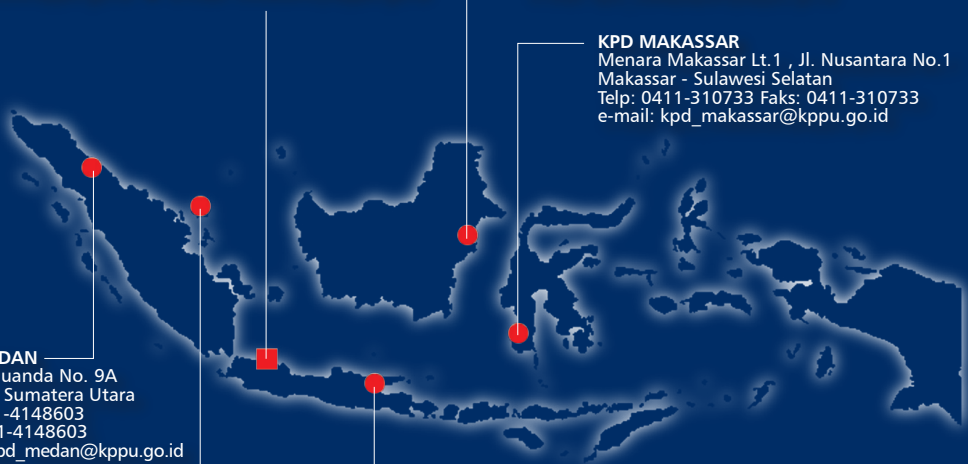 KPD MAKASSAR
Menara Makassar Lt.1 , Jl. Nusantara No.1
Makassar - Sulawesi Selatan
Telp: 0411-310733 Faks: 0411-310733
e-mail: kpd_makassar@kppu.go.id
DAN
uanda No. 9A
Sumatera Utara
-4148603
1-4148603
pd_medan@kppu.go.id